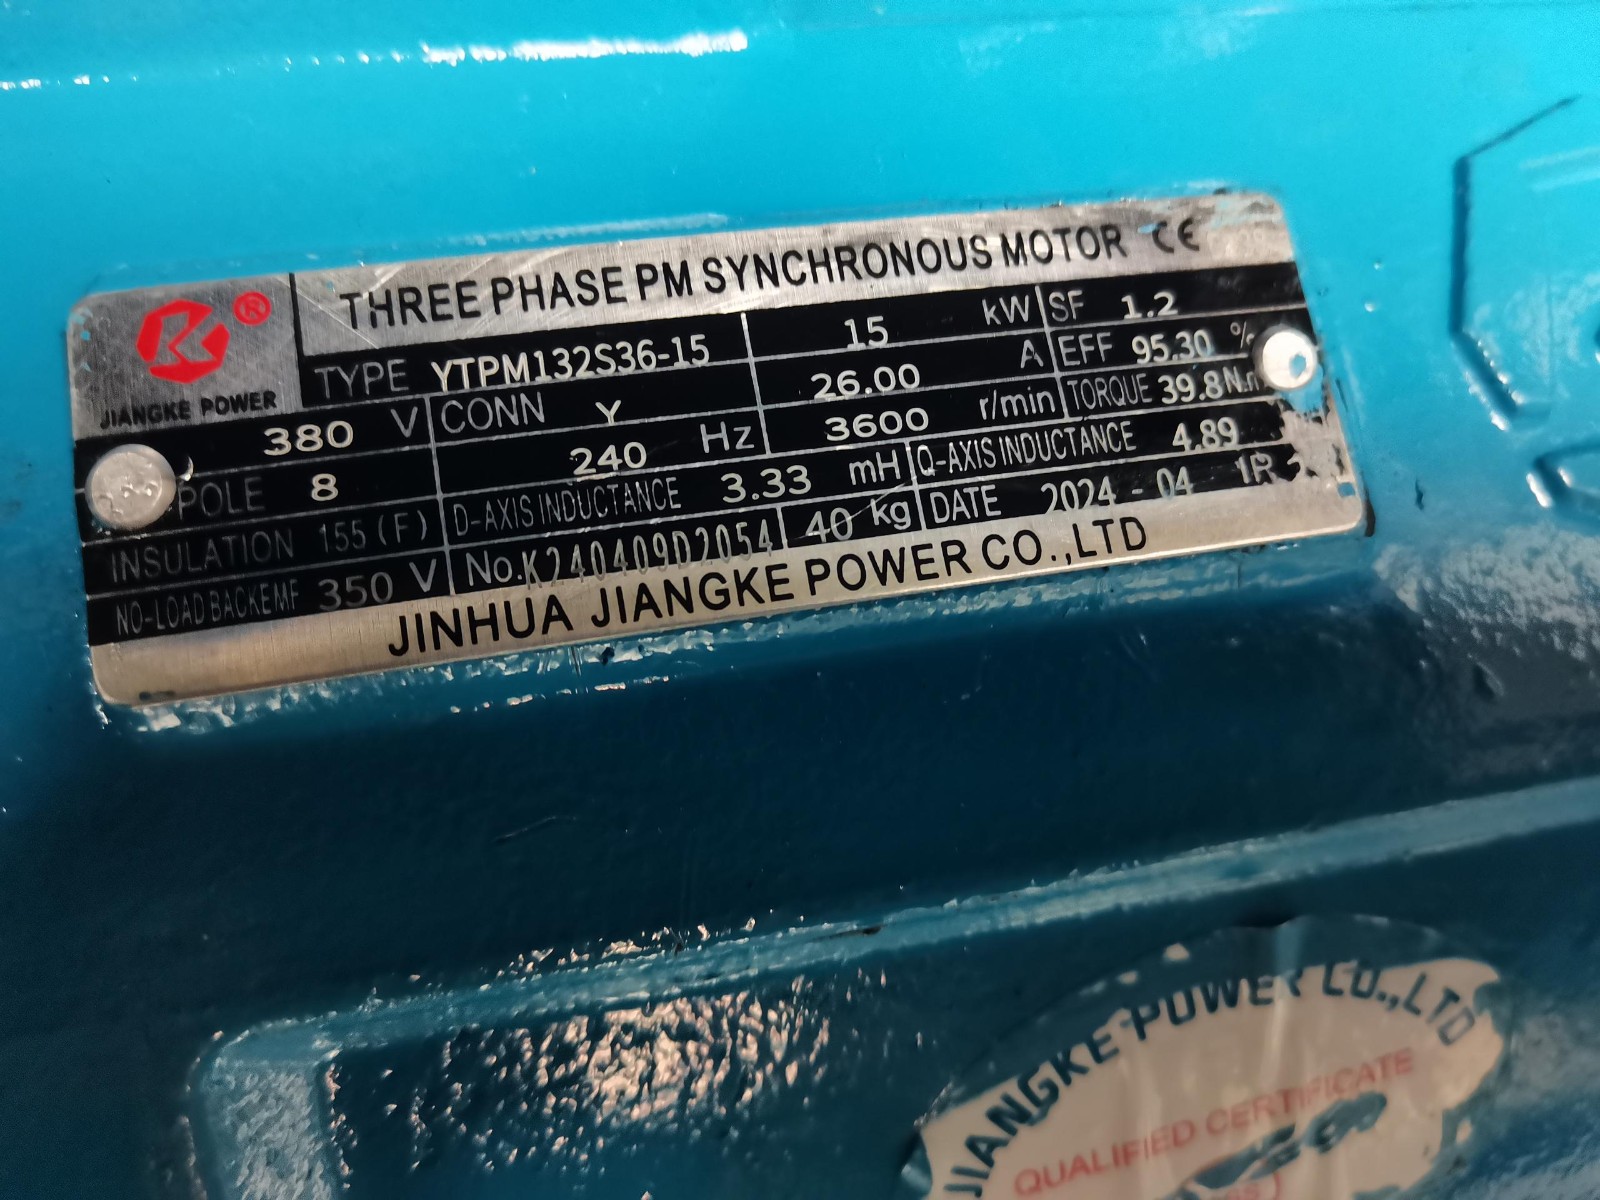 THREE PHASE PM SYNCHRONOUS MOTOR CE
®
JIANGKE POWER
TYPE YTPM132S36-15 15 kW SF 1.2
380 V CONN Y 26.00 A EFF 95.30 %
POLE 8 240 Hz 3600 r/min TORQUE 39.8 N.m
INSULATION 155 (F) D-AXIS INDUCTANCE 3.33 mH Q-AXIS INDUCTANCE 4.89
NO-LOAD BACKEMF 350 V No. K240409D2054 40 kg DATE 2024 - 04
JINHUA JIANGKE POWER CO.,LTD
JIANGKE POWER CO.,LTD
QUALIFIED CERTIFICATE